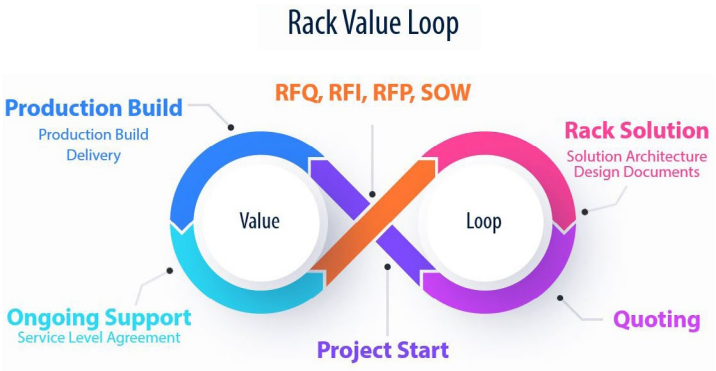 Rack Value Loop
RFQ, RFI, RFP, SOW
Production Build
Production Build
Delivery
Rack Solution
Solution Architecture
Design Documents
Value
Loop
Ongoing Support
Service Level Agreement
Project Start
Quoting